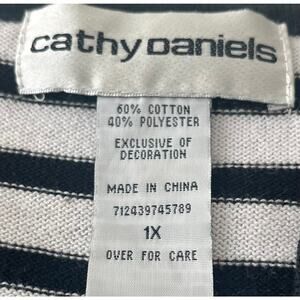 cathy daniels
60% COTTON
40% POLYESTER
EXCLUSIVE OF
DECORATION
MADE IN CHINA
712439745789
1X
OVER FOR CARE